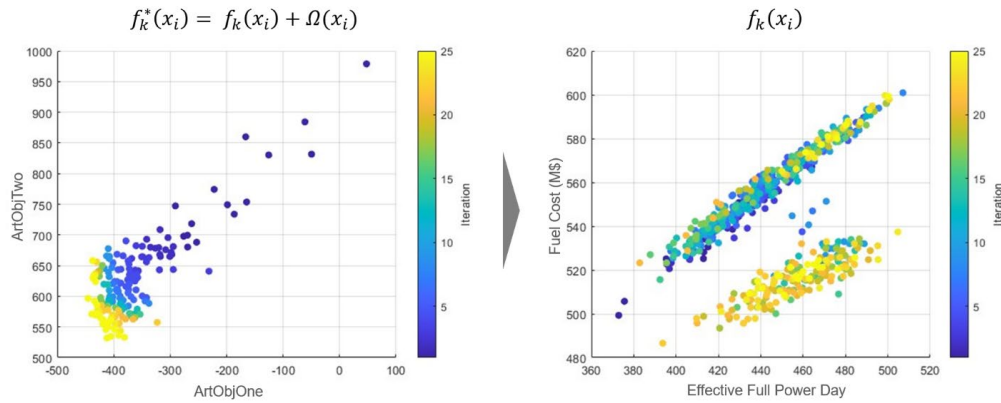 f*k(xi) = fk(xi) + Ω(xi)
1000
950
900
850
800
750
700
650
600
550
500
ArtObjTwo
-500 -400 -300 -200 -100 0 100
ArtObjOne
25
20
15
10
5
Iteration
fk(xi)
620
600
580
560
540
520
500
480
Fuel Cost (M$)
360 380 400 420 440 460 480 500 520
Effective Full Power Day
25
20
15
10
5
Iteration